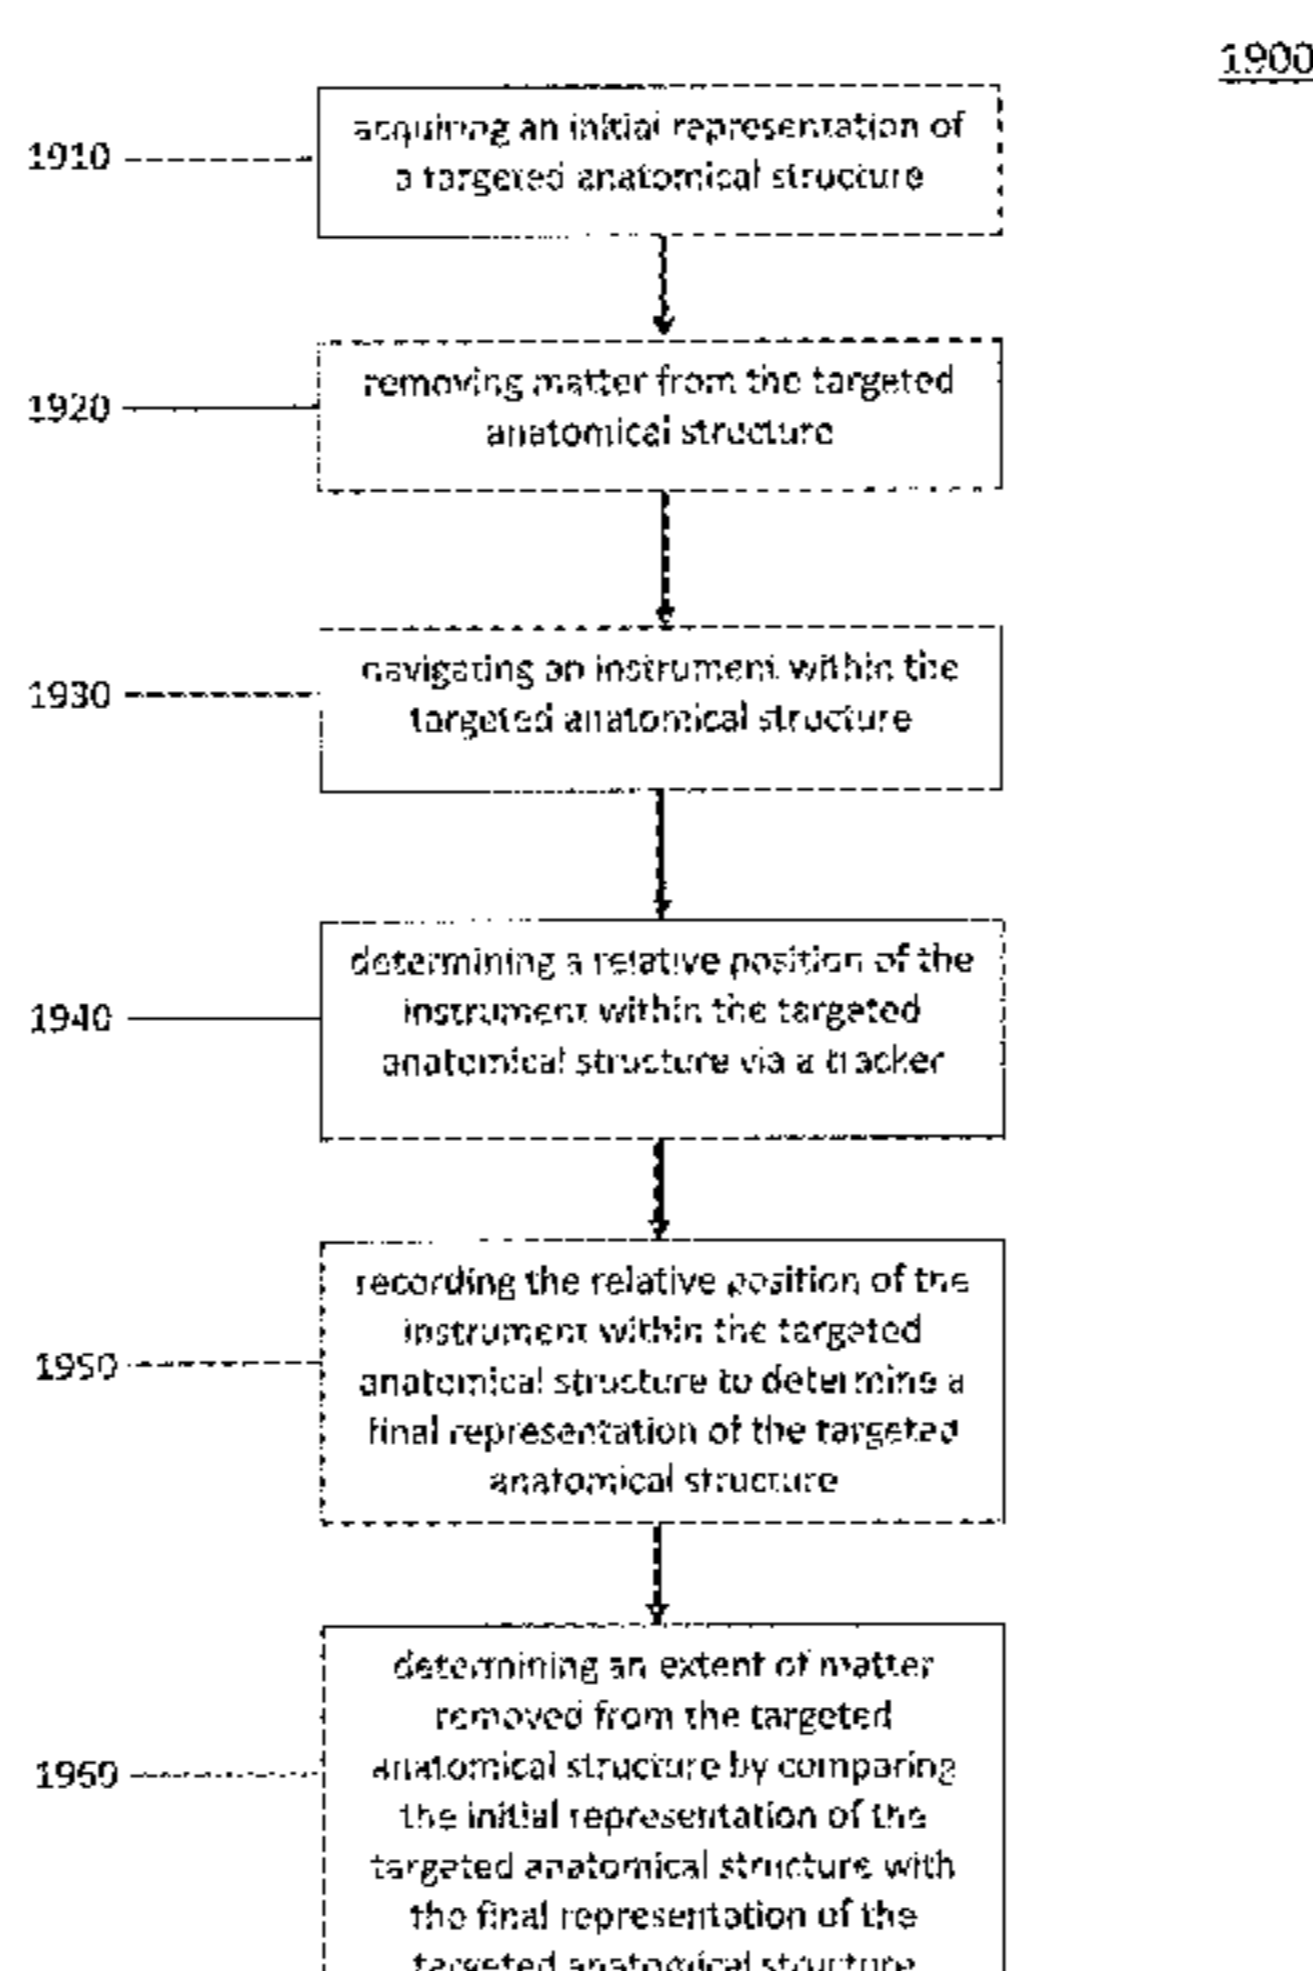 1900
1910
acquiring an initial representation of
a targeted anatomical structure
1920
removing matter from the targeted
anatomical structure
1930
navigating an instrument within the
targeted anatomical structure
1940
determining a relative position of the
instrument within the targeted
anatomical structure via a tracker
1950
recording the relative position of the
instrument within the targeted
anatomical structure to determine a
final representation of the targeted
anatomical structure
1960
determining an extent of matter
removed from the targeted
anatomical structure by comparing
the initial representation of the
targeted anatomical structure with
the final representation of the
targeted anatomical structure